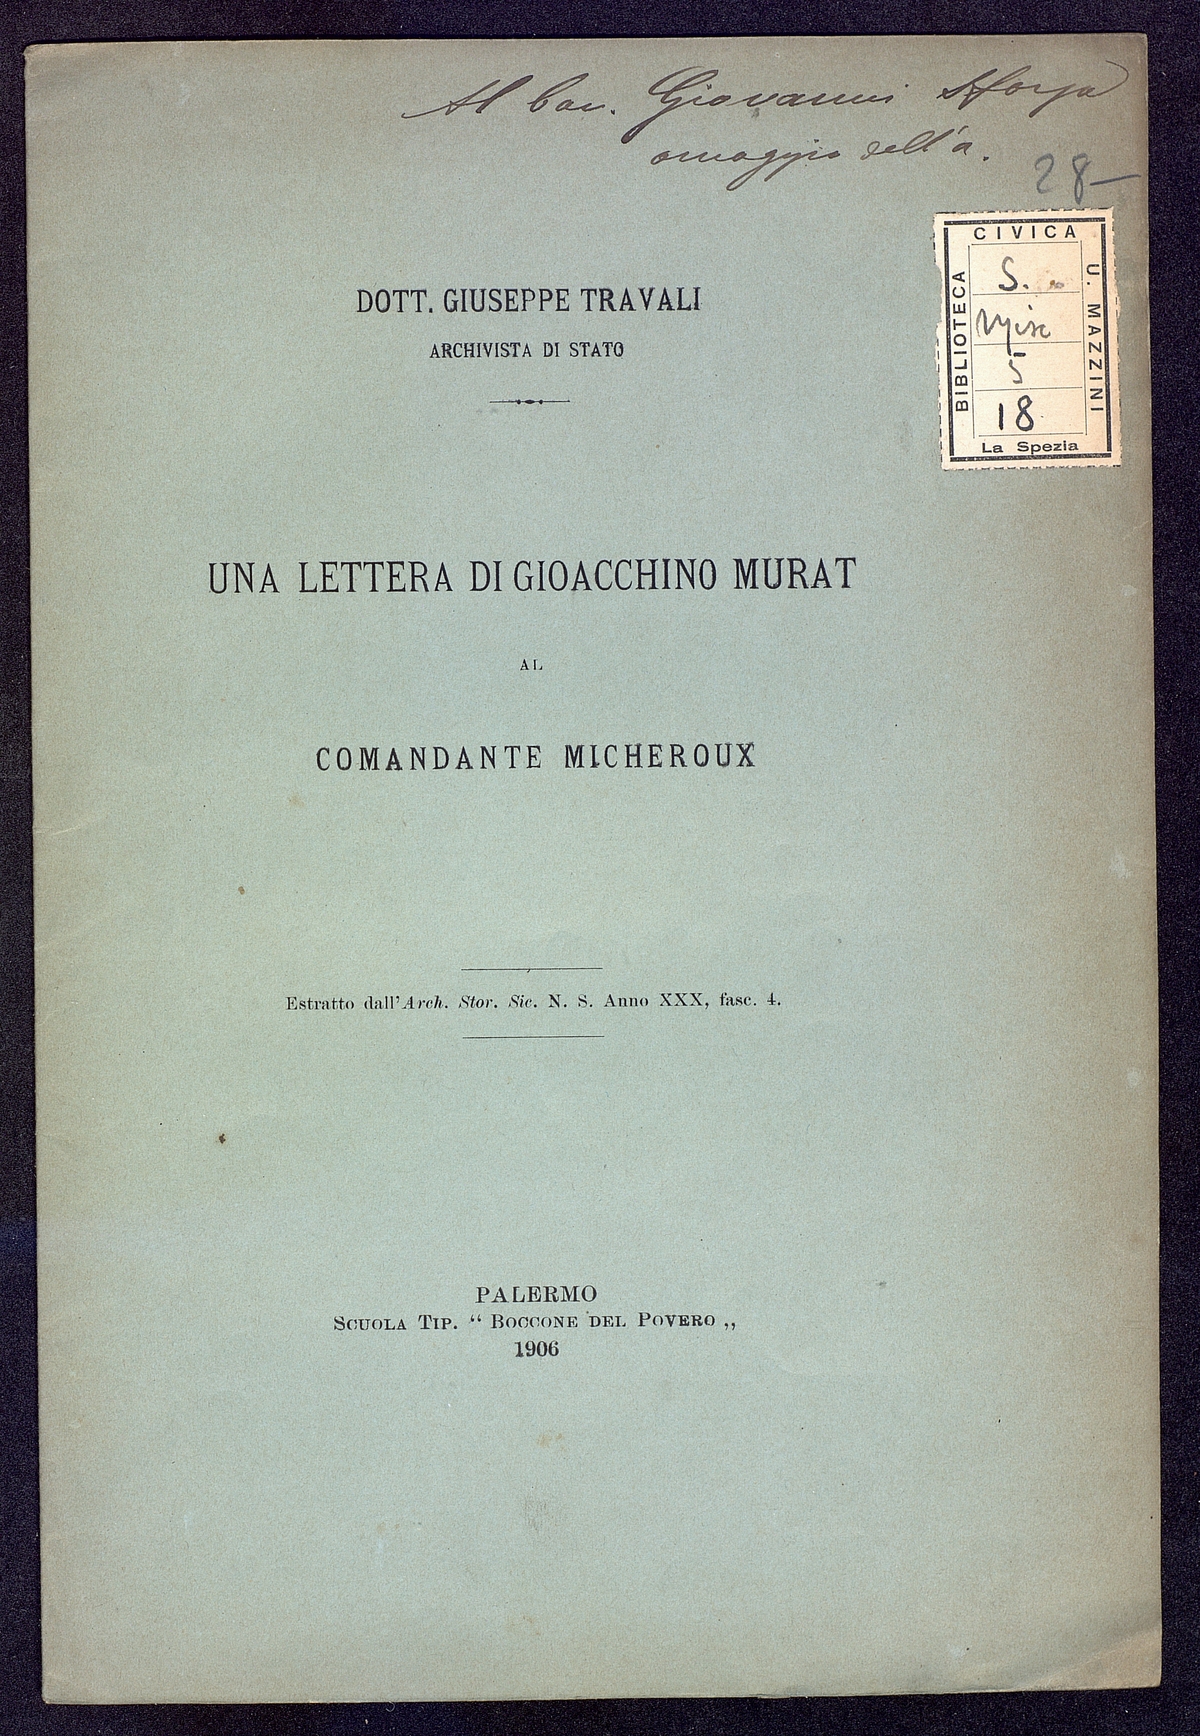 Al Cav. Giovanni Sforza
omaggio dell'a.
28—
CIVICA
BIBLIOTECA
U. MAZZINI
S.
Misc
5
18
La Spezia
DOTT. GIUSEPPE TRAVALI
ARCHIVISTA DI STATO
UNA LETTERA DI GIOACCHINO MURAT
AL
COMANDANTE MICHEROUX
Estratto dall'Arch. Stor. Sic. N. S. Anno XXX, fasc. 4.
PALERMO
SCUOLA TIP. “ BOCCONE DEL POVERO „
1906